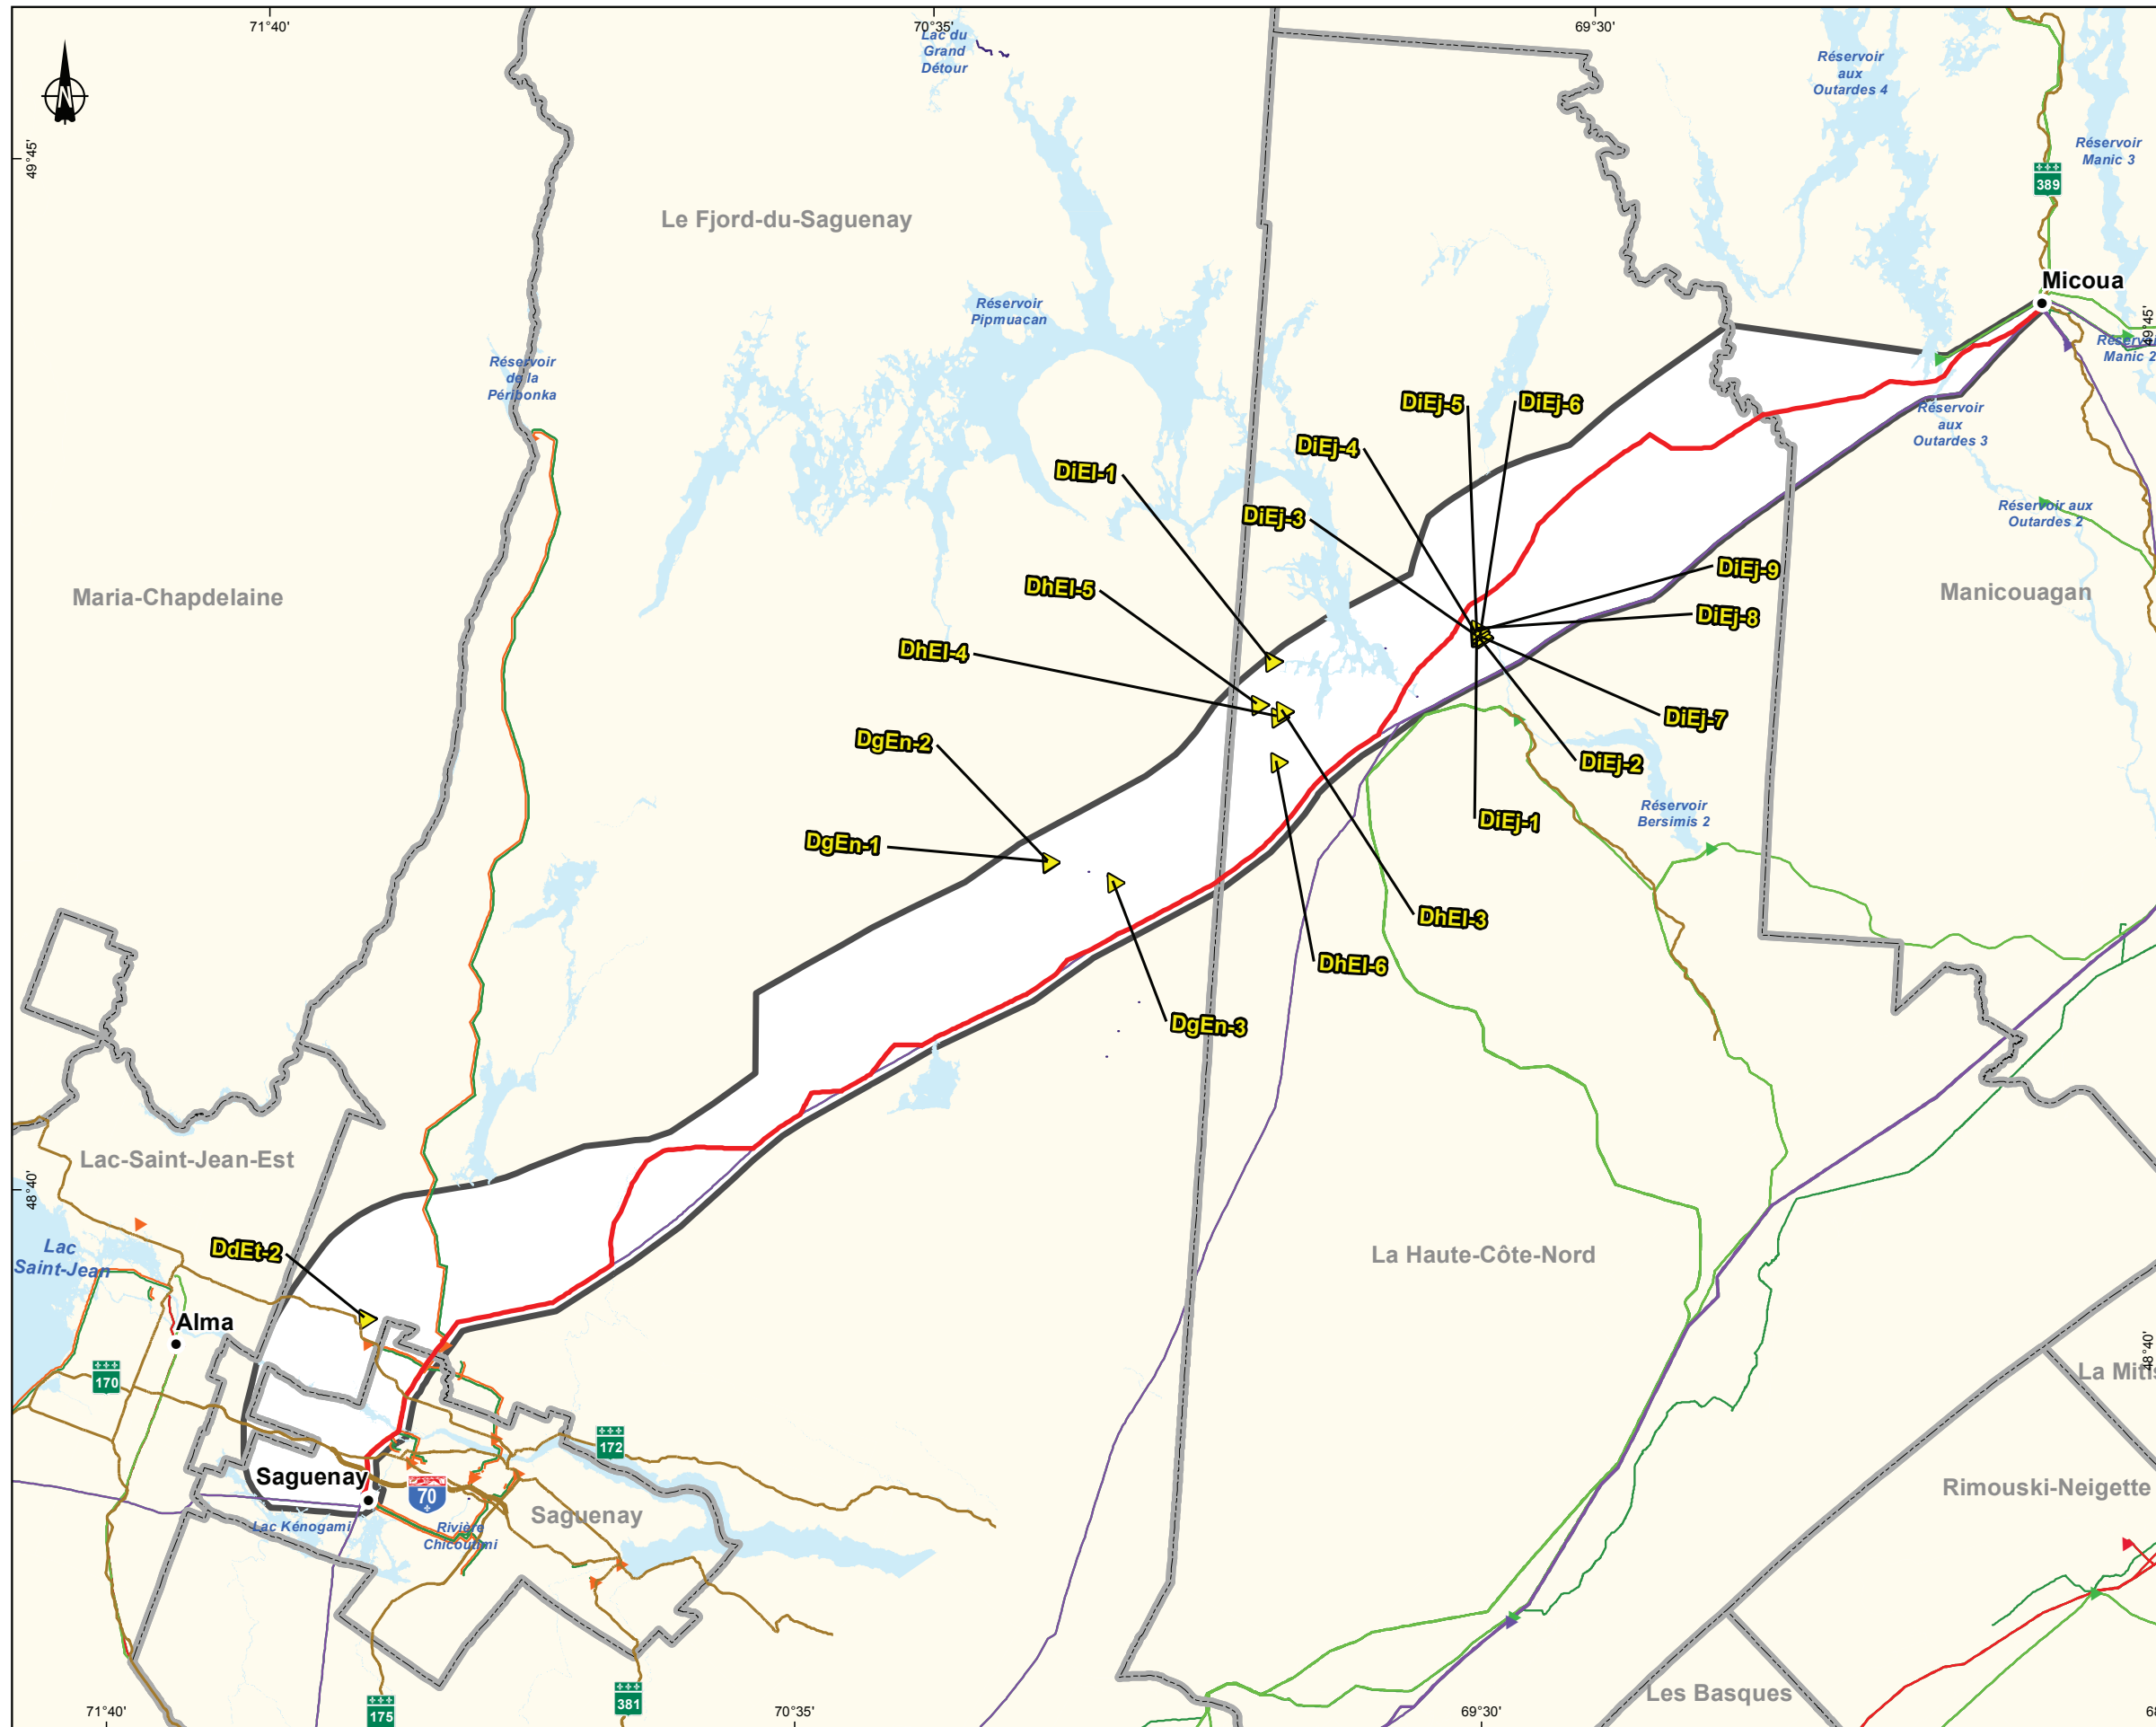 71°40'
70°35'
69°30'
N
Lac du
Grand
Détour
Réservoir
aux
Outardes 4
49°45'
Réservoir
Manic 3
389
Le Fjord-du-Saguenay
Micoua
Réservoir
Pipmuacan
49°45'
Manic 2
Réservoir
de la
Péribonka
DiEj-5
DiEj-6
Réservoir
aux
Outardes 3
DiEj-4
DiEl-1
DiEj-3
Réservoir aux
Outardes 2
DiEj-9
DhEl-5
Maria-Chapdelaine
Manicouagan
DiEj-8
DhEl-4
DiEj-7
DgEn-2
DiEj-2
Réservoir
Bersimis 2
DiEj-1
DgEn-1
DhEl-3
DhEl-6
DgEn-3
Lac-Saint-Jean-Est
48°40'
Lac
Saint-Jean
DdEt-2
La Haute-Côte-Nord
Alma
48°40'
170
La Mitis
172
Saguenay
70
Rimouski-Neigette
Saguenay
Lac Kénogami
Rivière
Chicoutimi
Les Basques
381
175
71°40'
70°35'
69°30'